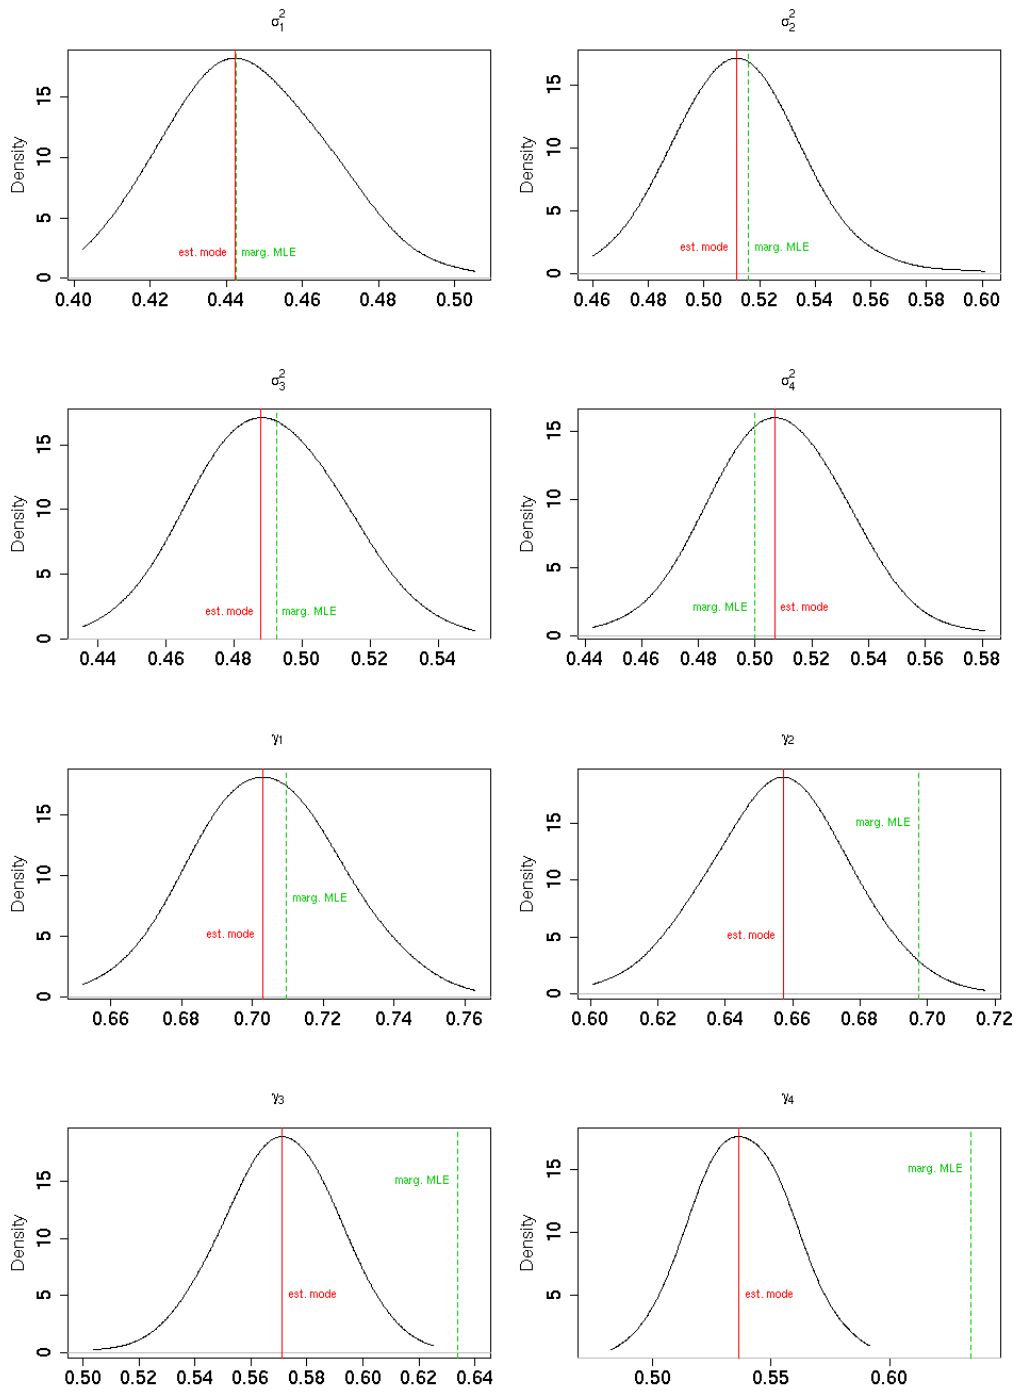 σ₁² σ₂²
Density
0 5 10 15
est. mode marg. MLE
0.40 0.42 0.44 0.46 0.48 0.50
0 5 10 15
est. mode marg. MLE
0.46 0.48 0.50 0.52 0.54 0.56 0.58 0.60
σ₃² σ₄²
Density
0 5 10 15
est. mode marg. MLE
0.44 0.46 0.48 0.50 0.52 0.54
Density
0 5 10 15
marg. MLE est. mode
0.44 0.46 0.48 0.50 0.52 0.54 0.56 0.58
γ₁ γ₂
Density
0 5 10 15
marg. MLE
est. mode
0.66 0.68 0.70 0.72 0.74 0.76
Density
0 5 10 15
marg. MLE
est. mode
0.60 0.62 0.64 0.66 0.68 0.70 0.72
γ₃ γ₄
Density
0 5 10 15
marg. MLE
est. mode
0.50 0.52 0.54 0.56 0.58 0.60 0.62 0.64
Density
0 5 10 15
marg. MLE
est. mode
0.50 0.55 0.60